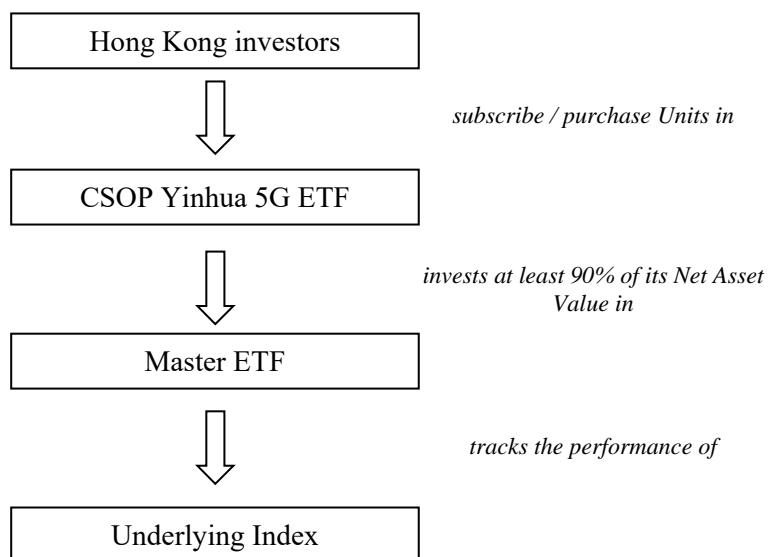 Hong Kong investors
subscribe / purchase Units in
CSOP Yinhua 5G ETF
invests at least 90% of its Net Asset
Value in
Master ETF
tracks the performance of
Underlying Index